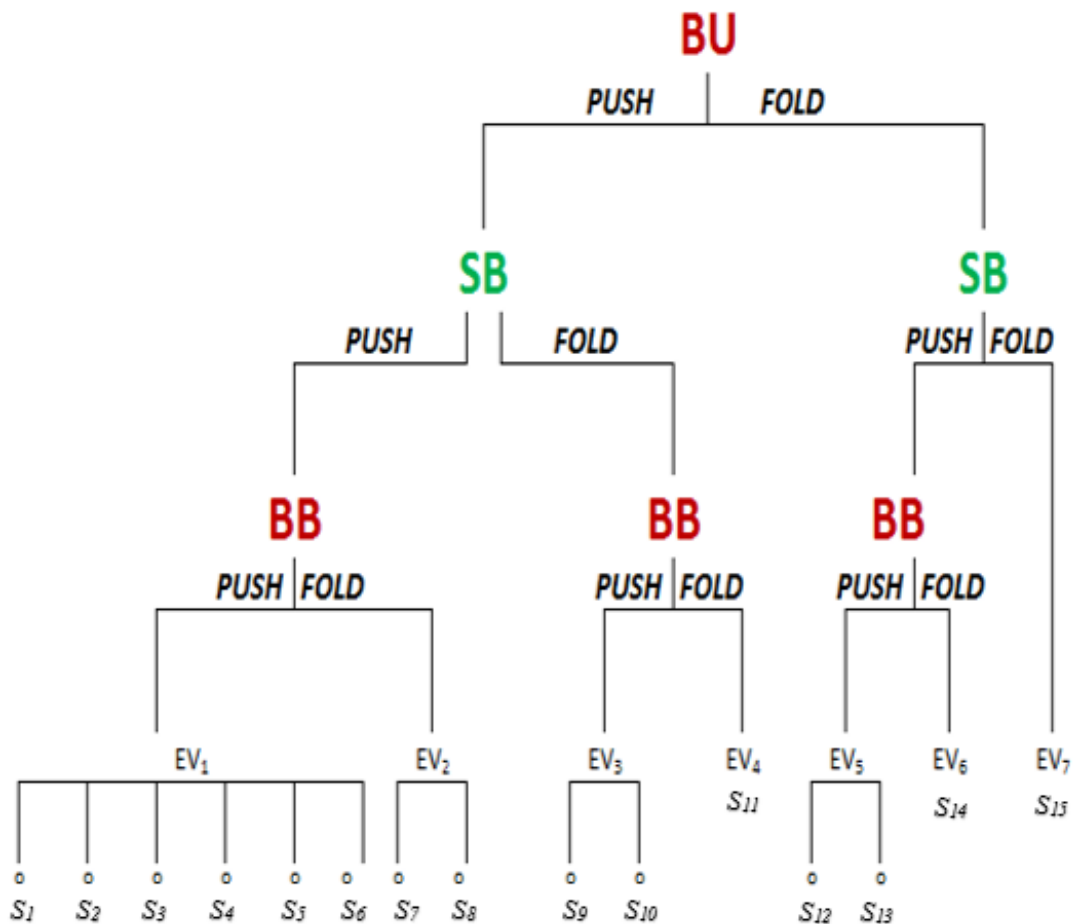 BU
PUSH FOLD
SB SB
PUSH FOLD PUSH FOLD
BB BB BB
PUSH FOLD PUSH FOLD PUSH FOLD
EV₁ EV₂ EV₃ EV₄ EV₅ EV₆ EV₇
S₁₁ S₁₄ S₁₅
o o o o o o o o o o o o
S₁ S₂ S₃ S₄ S₅ S₆ S₇ S₈ S₉ S₁₀ S₁₂ S₁₃